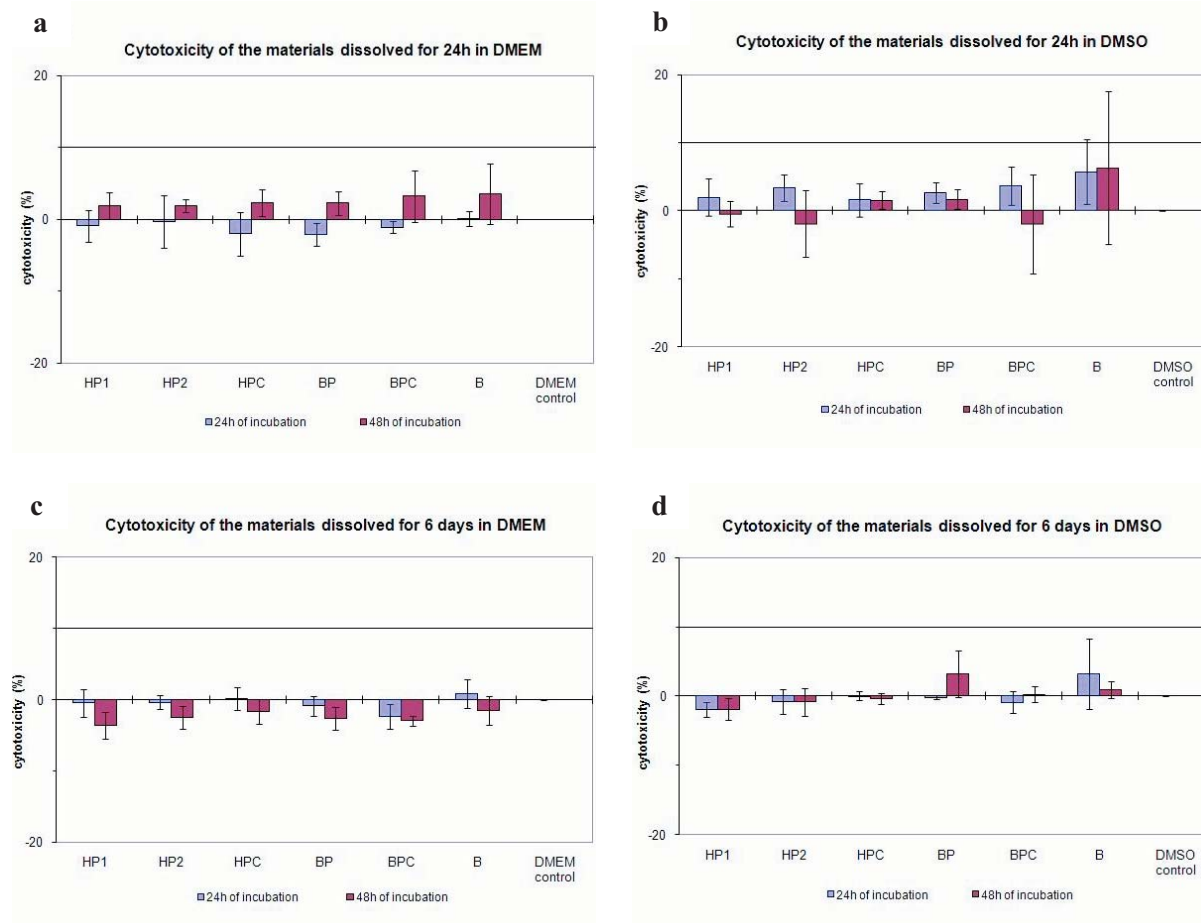 a
Cytotoxicity of the materials dissolved for 24h in DMEM
20
10
0
-20
cytotoxicity (%)
HP1 HP2 HPC BP BPC B DMEM
control
24h of incubation 48h of incubation
b
Cytotoxicity of the materials dissolved for 24h in DMSO
20
10
0
-20
cytotoxicity (%)
HP1 HP2 HPC BP BPC B DMSO
control
24h of incubation 48h of incubation
c
Cytotoxicity of the materials dissolved for 6 days in DMEM
20
10
0
-20
cytotoxicity (%)
HP1 HP2 HPC BP BPC B DMEM
control
24h of incubation 48h of incubation
d
Cytotoxicity of the materials dissolved for 6 days in DMSO
20
10
0
-20
cytotoxicity (%)
HP1 HP2 HPC BP BPC B DMSO
control
24h of incubation 48h of incubation